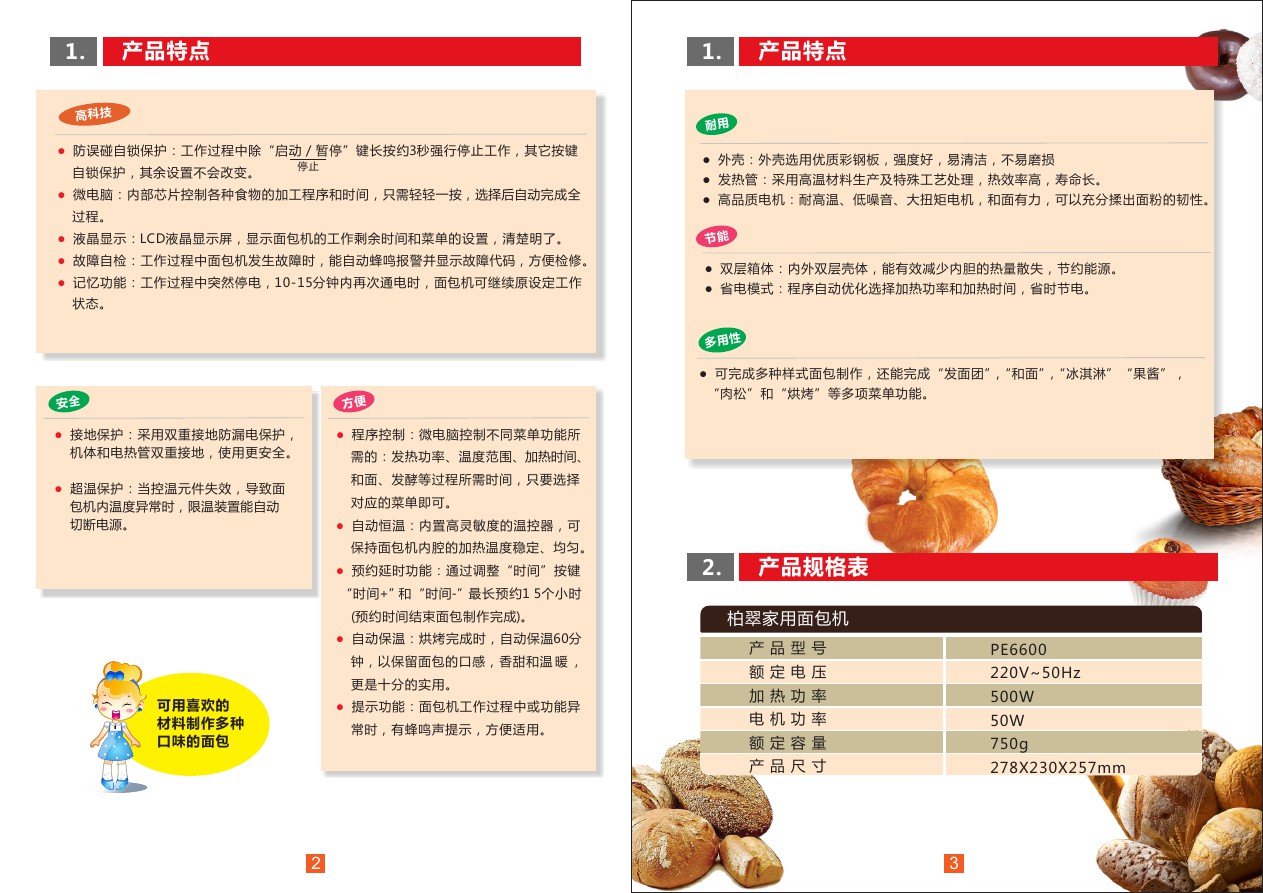 1. 产品特点
高科技
● 防误碰自锁保护：工作过程中除“启动 / 暂停”键长按约3秒强行停止工作，其它按键
停止
自锁保护，其余设置不会改变。
● 微电脑：内部芯片控制各种食物的加工程序和时间，只需轻轻一按，选择后自动完成全
过程。
● 液晶显示：LCD液晶显示屏，显示面包机的工作剩余时间和菜单的设置，清楚明了。
● 故障自检：工作过程中面包机发生故障时，能自动蜂鸣报警并显示故障代码，方便检修。
● 记忆功能：工作过程中突然停电，10-15分钟内再次通电时，面包机可继续原设定工作
状态。
安全
● 接地保护：采用双重接地防漏电保护，
机体和电热管双重接地，使用更安全。
● 超温保护：当控温元件失效，导致面
包机内温度异常时，限温装置能自动
切断电源。
可用喜欢的
材料制作多种
口味的面包
方便
● 程序控制：微电脑控制不同菜单功能所
需的：发热功率、温度范围、加热时间、
和面、发酵等过程所需时间，只要选择
对应的菜单即可。
● 自动恒温：内置高灵敏度的温控器，可
保持面包机内腔的加热温度稳定、均匀。
● 预约延时功能：通过调整“时间”按键
“时间+”和“时间-”最长预约1 5个小时
(预约时间结束面包制作完成)。
● 自动保温：烘烤完成时，自动保温60分
钟，以保留面包的口感，香甜和温暖，
更是十分的实用。
● 提示功能：面包机工作过程中或功能异
常时，有蜂鸣声提示，方便适用。
2
1. 产品特点
耐用
● 外壳：外壳选用优质彩钢板，强度好，易清洁，不易磨损
● 发热管：采用高温材料生产及特殊工艺处理，热效率高，寿命长。
● 高品质电机：耐高温、低噪音、大扭矩电机，和面有力，可以充分揉出面粉的韧性。
节能
● 双层箱体：内外双层壳体，能有效减少内胆的热量散失，节约能源。
● 省电模式：程序自动优化选择加热功率和加热时间，省时节电。
多用性
● 可完成多种样式面包制作，还能完成“发面团”，“和面”，“冰淇淋” “果酱”，
“肉松”和“烘烤”等多项菜单功能。
2. 产品规格表
柏翠家用面包机
产品型号 PE6600
额定电压 220V~50Hz
加热功率 500W
电机功率 50W
额定容量 750g
产品尺寸 278X230X257mm
3